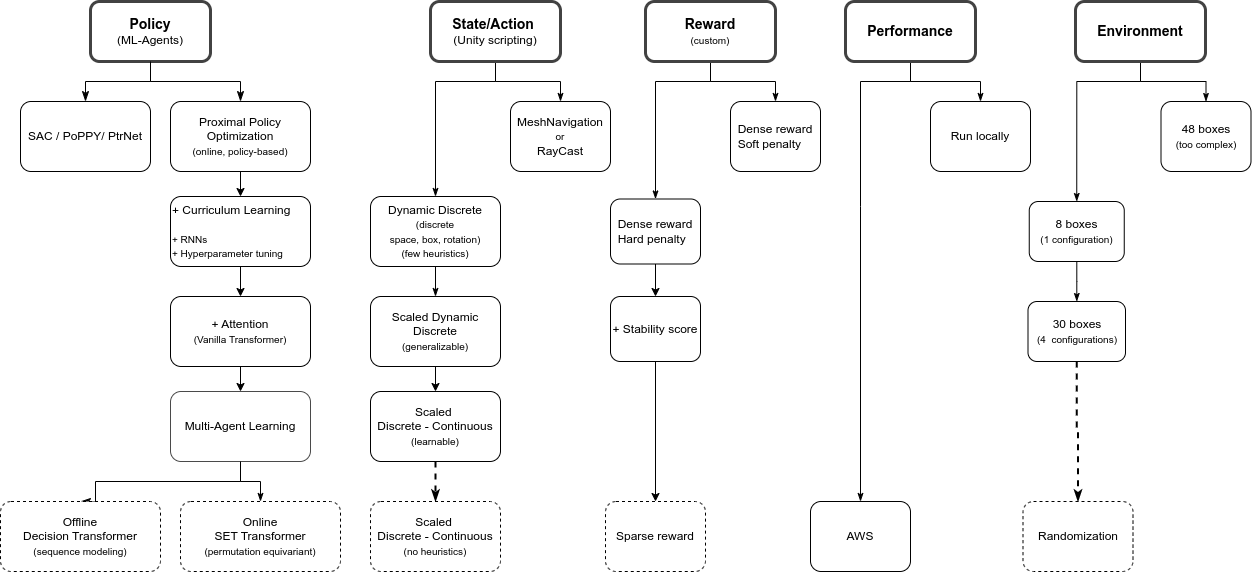 Policy
(ML-Agents)
State/Action
(Unity scripting)
Reward
(custom)
Performance
Environment
SAC / PoPPY/ PtrNet
Proximal Policy
Optimization
(online, policy-based)
MeshNavigation
or
RayCast
Dense reward
Soft penalty
Run locally
48 boxes
(too complex)
+ Curriculum Learning
+ RNNs
+ Hyperparameter tuning
Dynamic Discrete
(discrete
space, box, rotation)
(few heuristics)
Dense reward
Hard penalty
8 boxes
(1 configuration)
+ Attention
(Vanilla Transformer)
Scaled Dynamic
Discrete
(generalizable)
+ Stability score
30 boxes
(4 configurations)
Multi-Agent Learning
Scaled
Discrete - Continuous
(learnable)
Offline
Decision Transformer
(sequence modeling)
Online
SET Transformer
(permutation equivariant)
Scaled
Discrete - Continuous
(no heuristics)
Sparse reward
AWS
Randomization